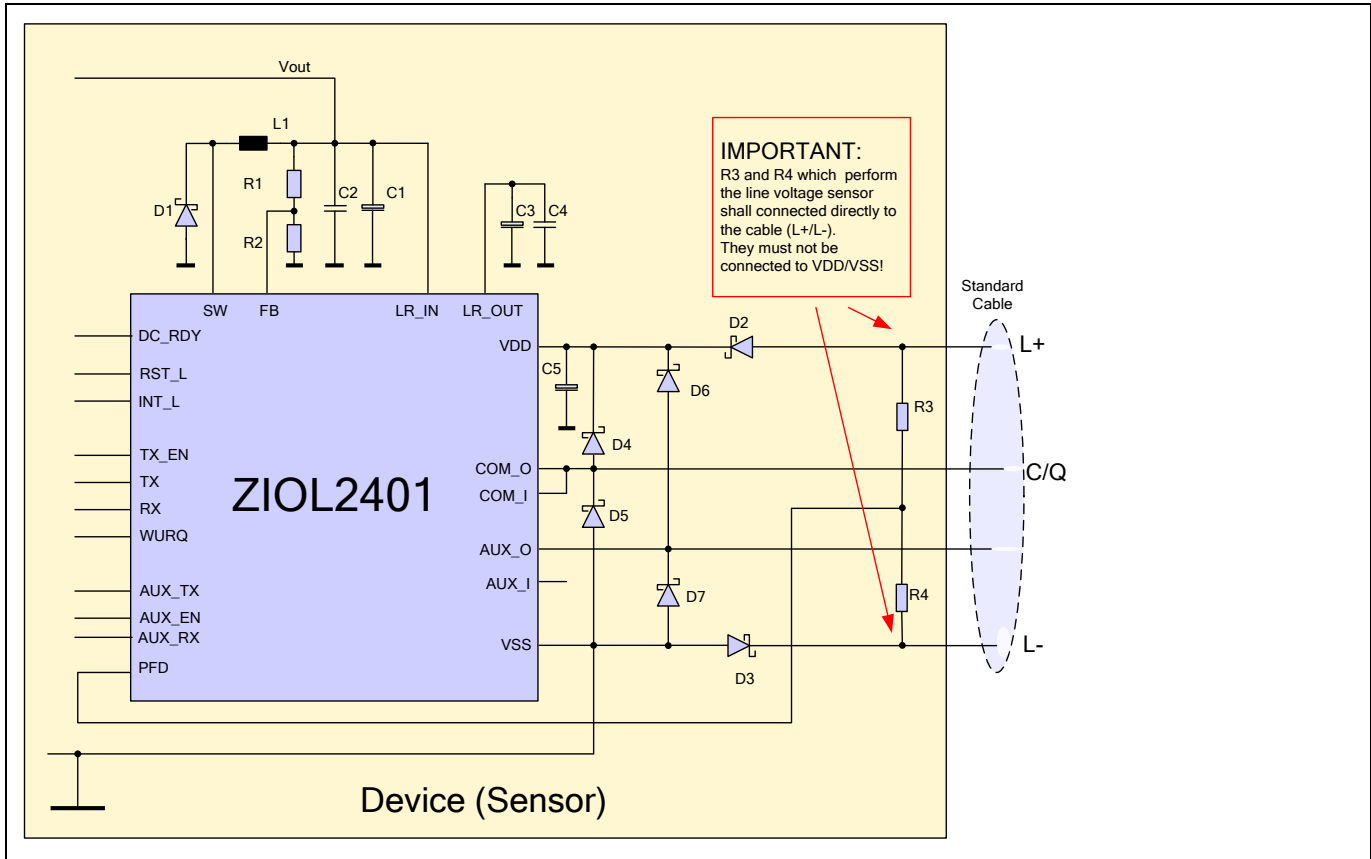 Vout
L1
R1
C2
C1
D1
R2
C3
C4
IMPORTANT:
R3 and R4 which perform
the line voltage sensor
shall connected directly to
the cable (L+/L-).
They must not be
connected to VDD/VSS!
Standard
Cable
SW
FB
LR_IN
LR_OUT
DC_RDY
RST_L
INT_L
TX_EN
TX
RX
WURQ
AUX_TX
AUX_EN
AUX_RX
PFD
ZIOL2401
VDD
COM_O
COM_I
AUX_O
AUX_I
VSS
C5
D2
D6
D4
D5
D7
D3
R3
R4
L+
C/Q
L-
Device (Sensor)